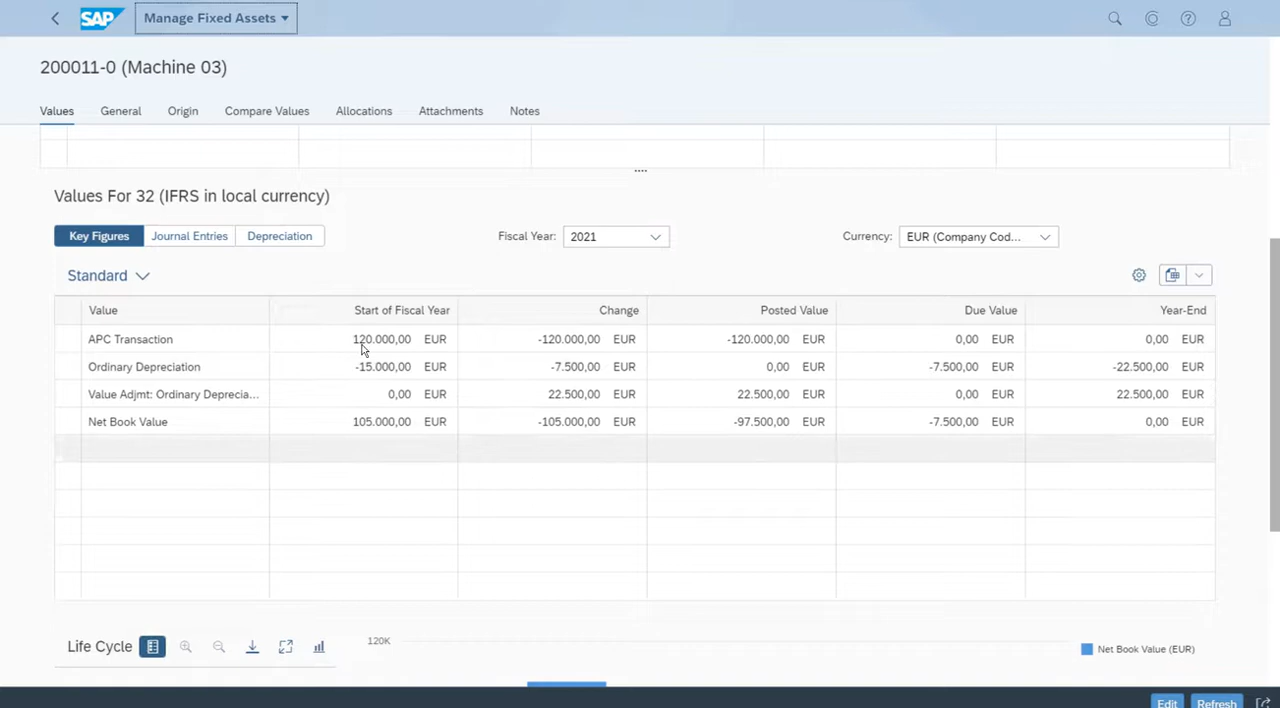 SAP Manage Fixed Assets
200011-0 (Machine 03)
Values General Origin Compare Values Allocations Attachments Notes
Values For 32 (IFRS in local currency)
Key Figures Journal Entries Depreciation Fiscal Year: 2021 Currency: EUR (Company Cod...
Standard
Value Start of Fiscal Year Change Posted Value Due Value Year-End
APC Transaction 120.000,00 EUR -120.000,00 EUR -120.000,00 EUR 0,00 EUR 0,00 EUR
Ordinary Depreciation -15.000,00 EUR -7.500,00 EUR 0,00 EUR -7.500,00 EUR -22.500,00 EUR
Value Adjmt: Ordinary Deprecia... 0,00 EUR 22.500,00 EUR 22.500,00 EUR 0,00 EUR 22.500,00 EUR
Net Book Value 105.000,00 EUR -105.000,00 EUR -97.500,00 EUR -7.500,00 EUR 0,00 EUR
Life Cycle 120K Net Book Value (EUR)
Edit Refresh